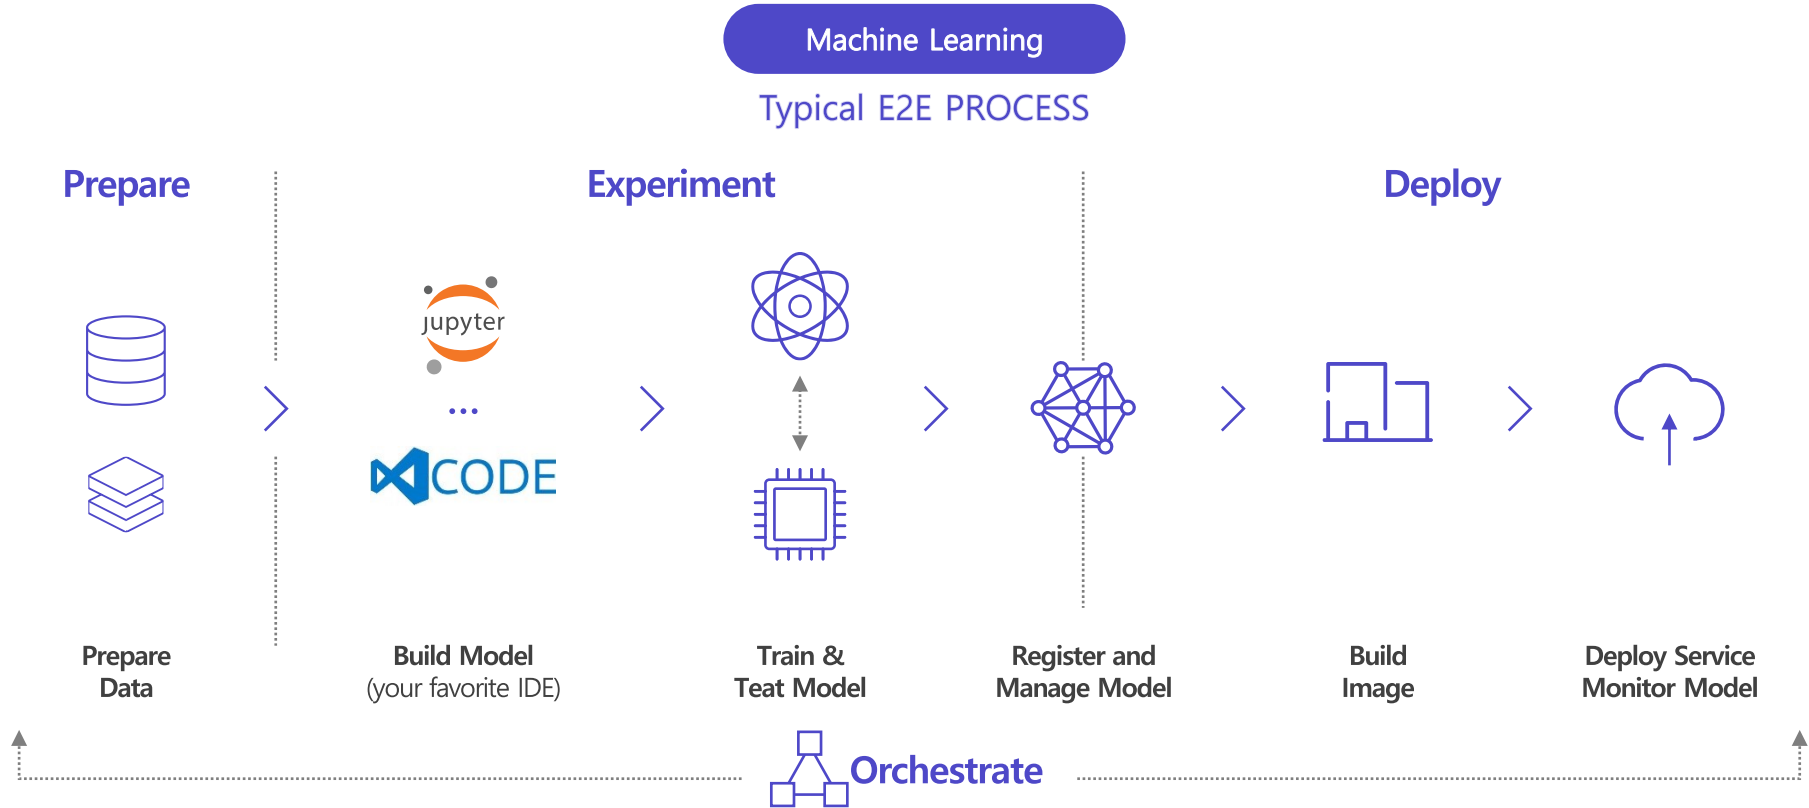 Machine Learning
Typical E2E PROCESS
Prepare
Experiment
Deploy
jupyter
...
CODE
Prepare
Data
Build Model
(your favorite IDE)
Train &
Teat Model
Register and
Manage Model
Build
Image
Deploy Service
Monitor Model
Orchestrate